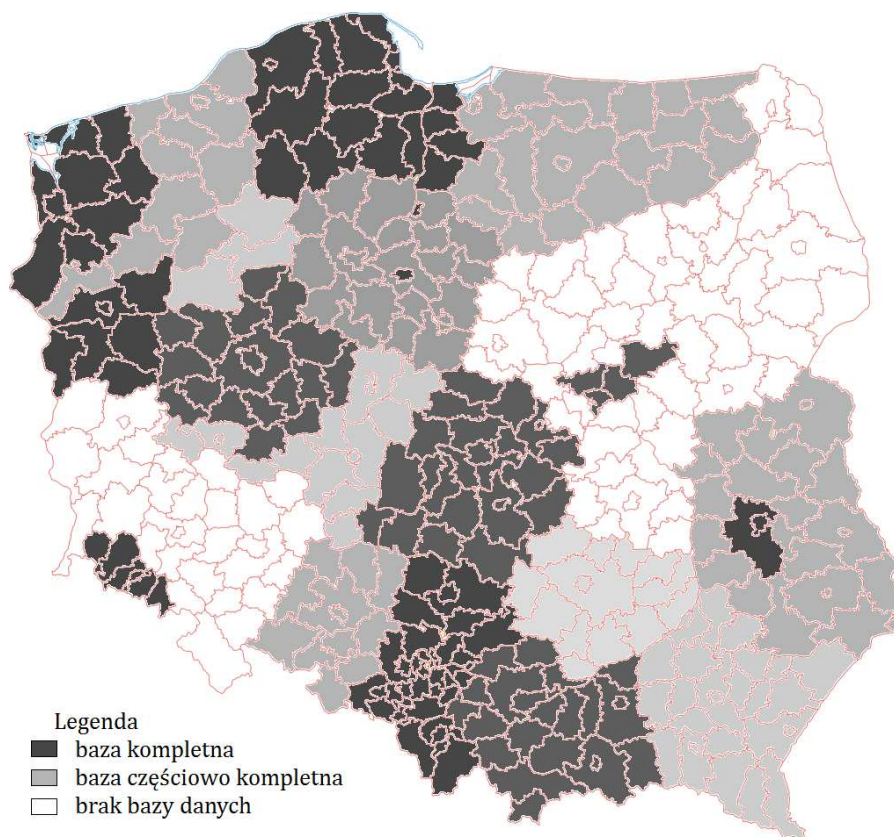 Legenda
baza kompletna
baza częściowo kompletna
brak bazy danych